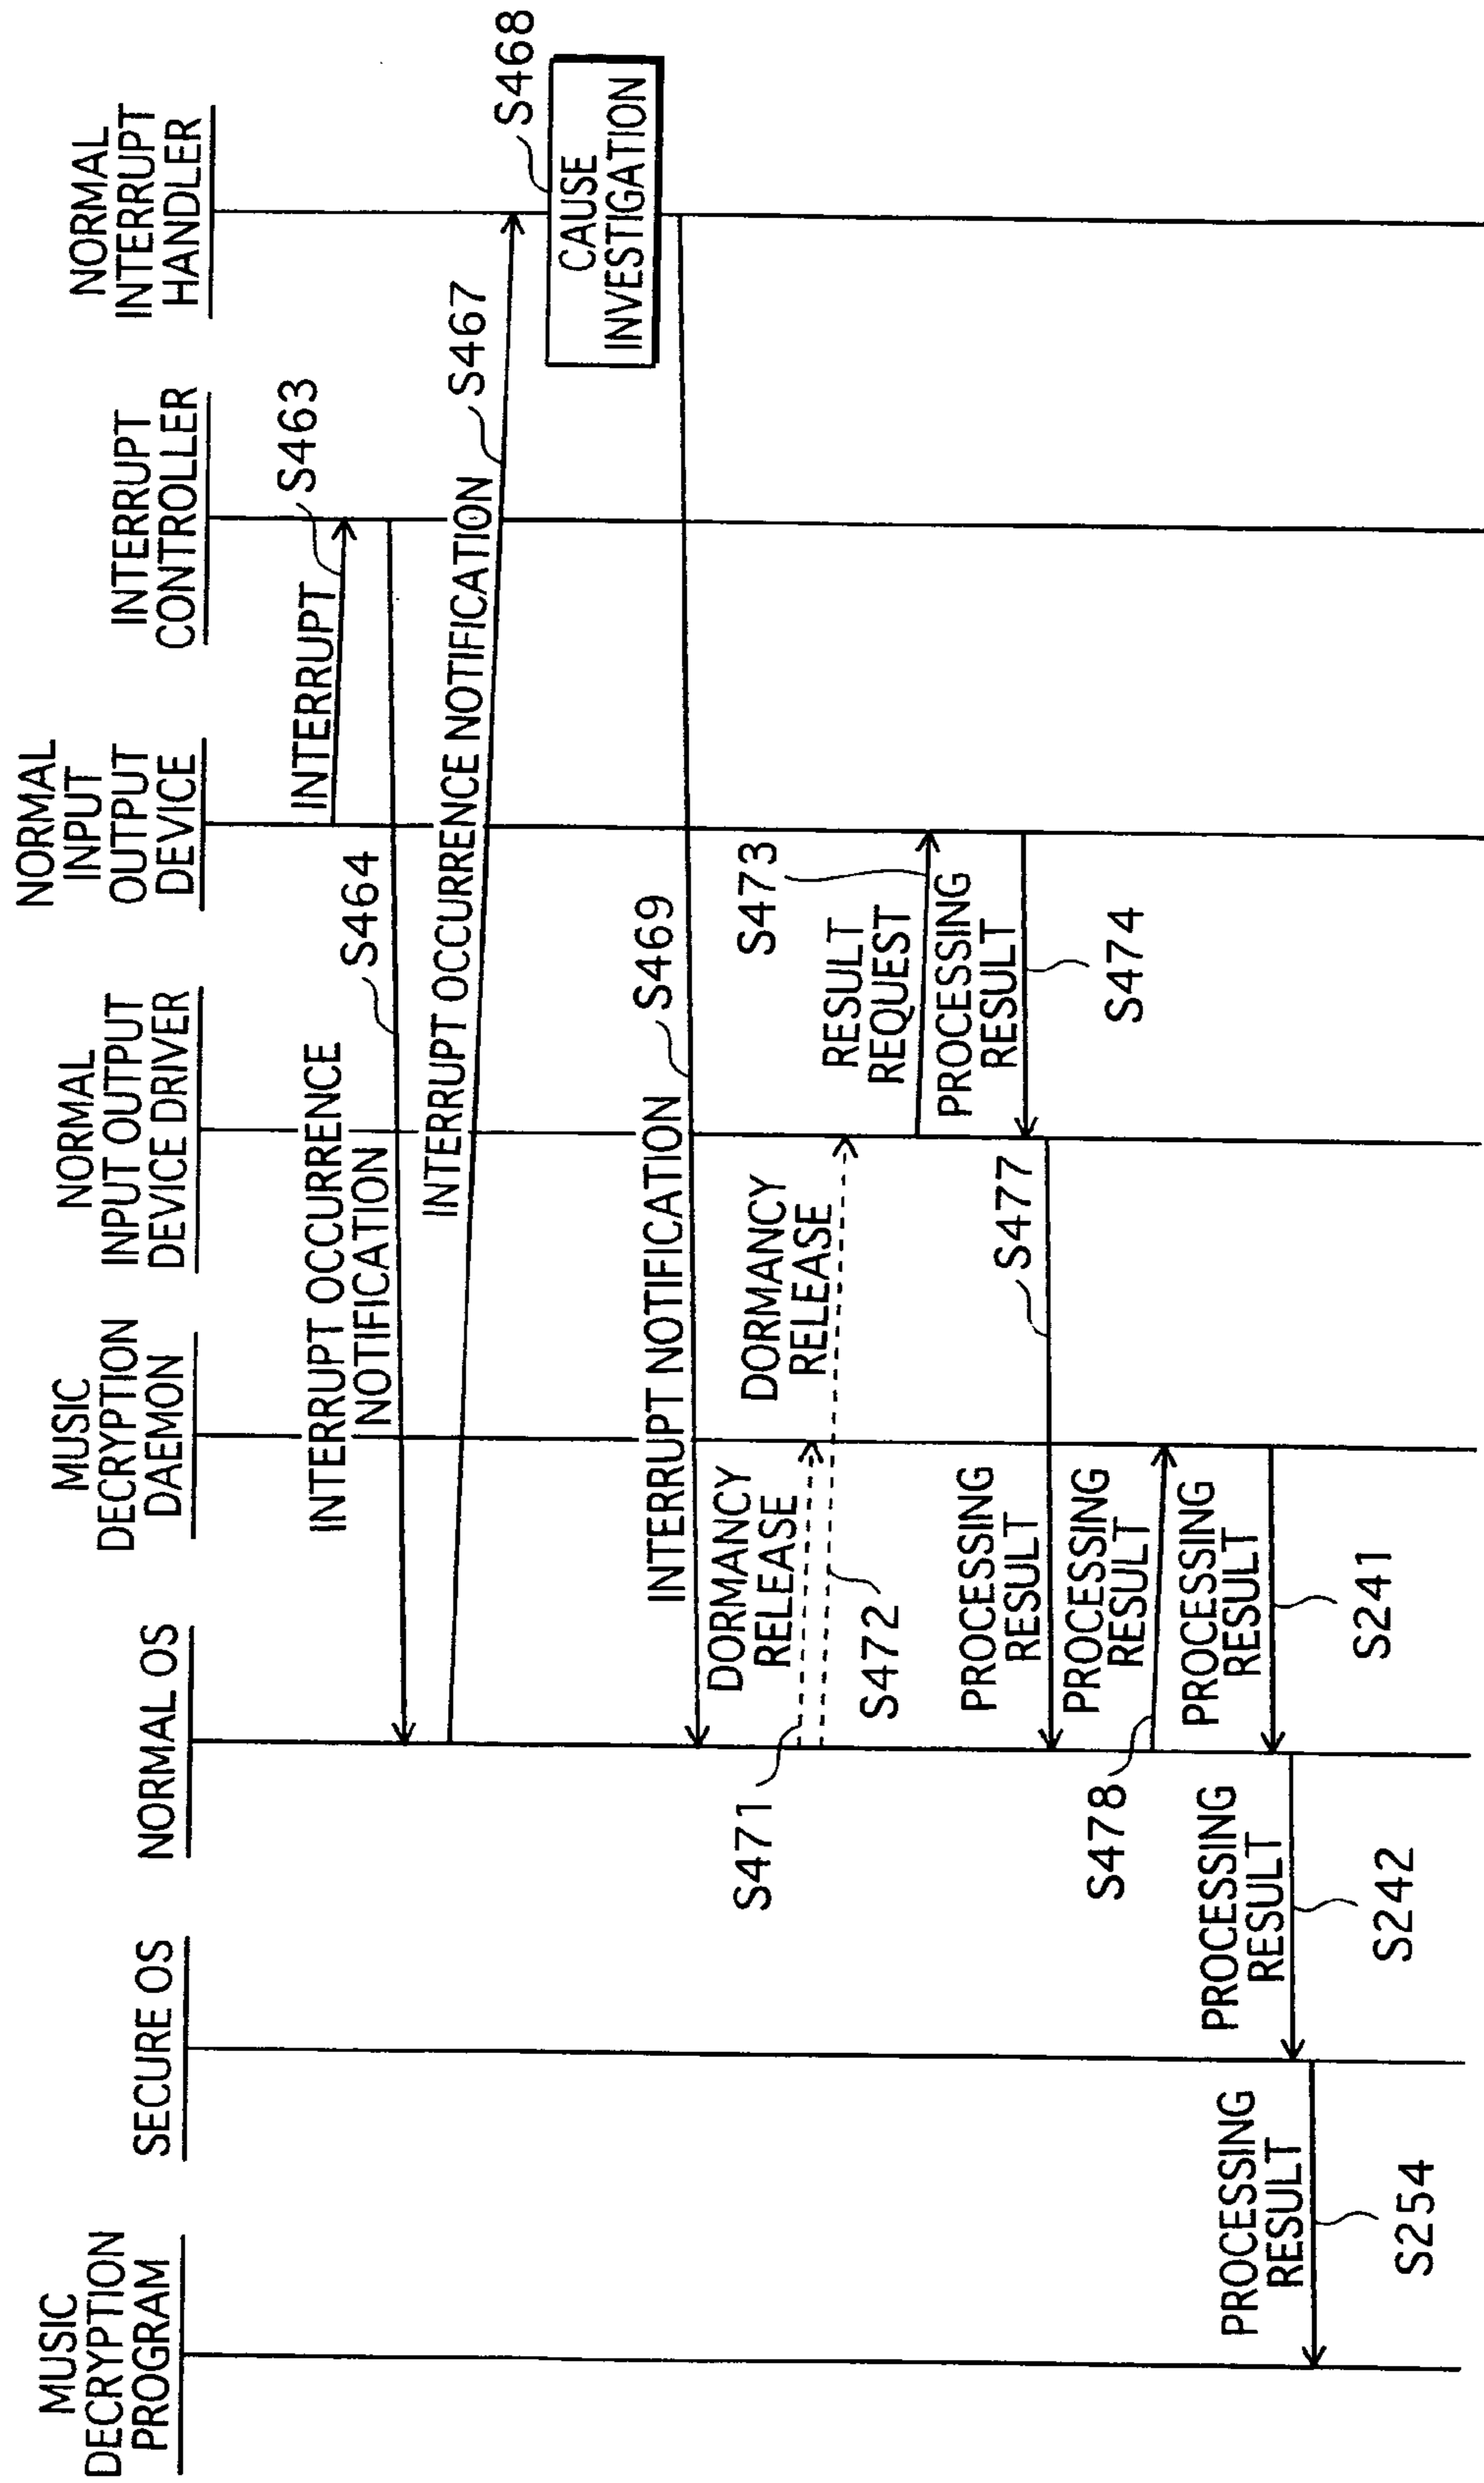 MUSIC
DECRYPTION
PROGRAM
SECURE OS
NORMAL OS
MUSIC
DECRYPTION
DAEMON
NORMAL
INPUT OUTPUT
DEVICE DRIVER
NORMAL
INPUT
OUTPUT
DEVICE
INTERRUPT
CONTROLLER
NORMAL
INTERRUPT
HANDLER
INTERRUPT
S463
INTERRUPT OCCURRENCE
NOTIFICATION
S464
INTERRUPT OCCURRENCE NOTIFICATION
S467
S468
CAUSE
INVESTIGATION
INTERRUPT NOTIFICATION
S469
S471
DORMANCY
RELEASE
DORMANCY
RELEASE
S472
S473
RESULT
REQUEST
PROCESSING
RESULT
S474
PROCESSING
RESULT
S477
S478
PROCESSING
RESULT
PROCESSING
RESULT
S241
PROCESSING
RESULT
S242
PROCESSING
RESULT
S254